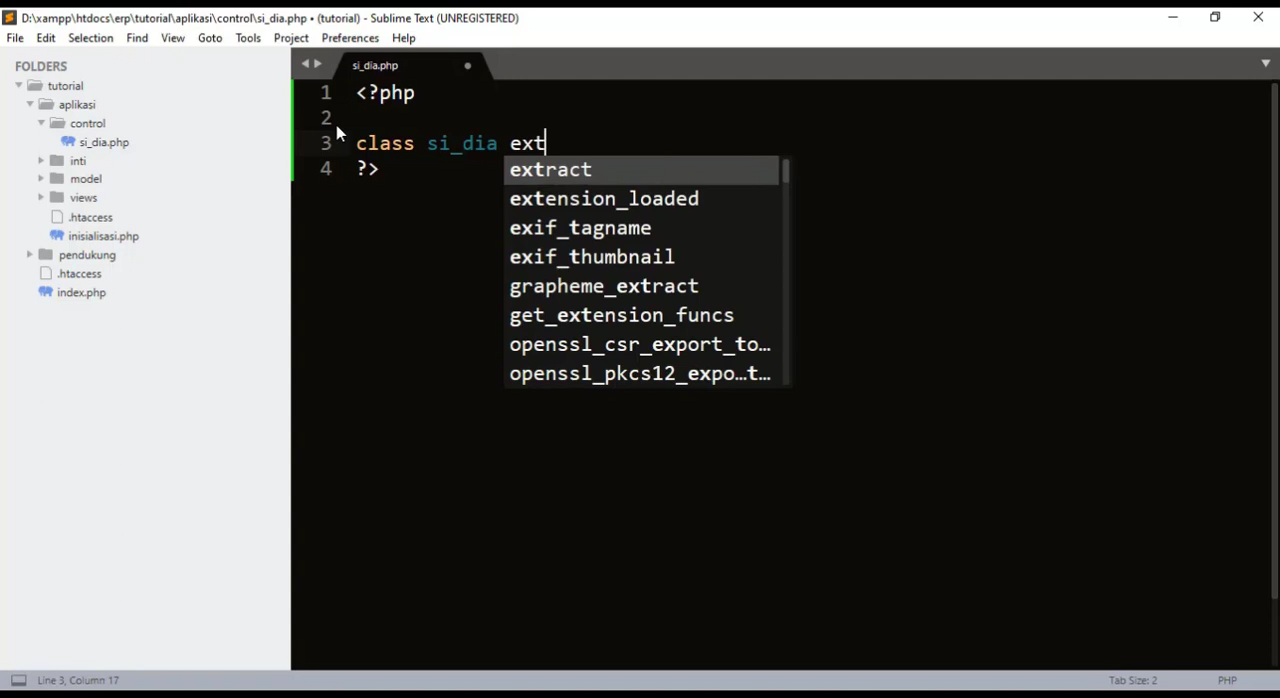 D:\xampp\htdocs\erp\tutorial\aplikasi\control\si_dia.php • (tutorial) - Sublime Text (UNREGISTERED)
File Edit Selection Find View Goto Tools Project Preferences Help
FOLDERS
tutorial
aplikasi
control
si_dia.php
inti
model
views
.htaccess
inisialisasi.php
pendukung
.htaccess
index.php
si_dia.php
1 <?php
2
3 class si_dia ext
4 ?>
extract
extension_loaded
exif_tagname
exif_thumbnail
grapheme_extract
get_extension_funcs
openssl_csr_export_to…
openssl_pkcs12_expo…t…
Line 3, Column 17
Tab Size: 2
PHP